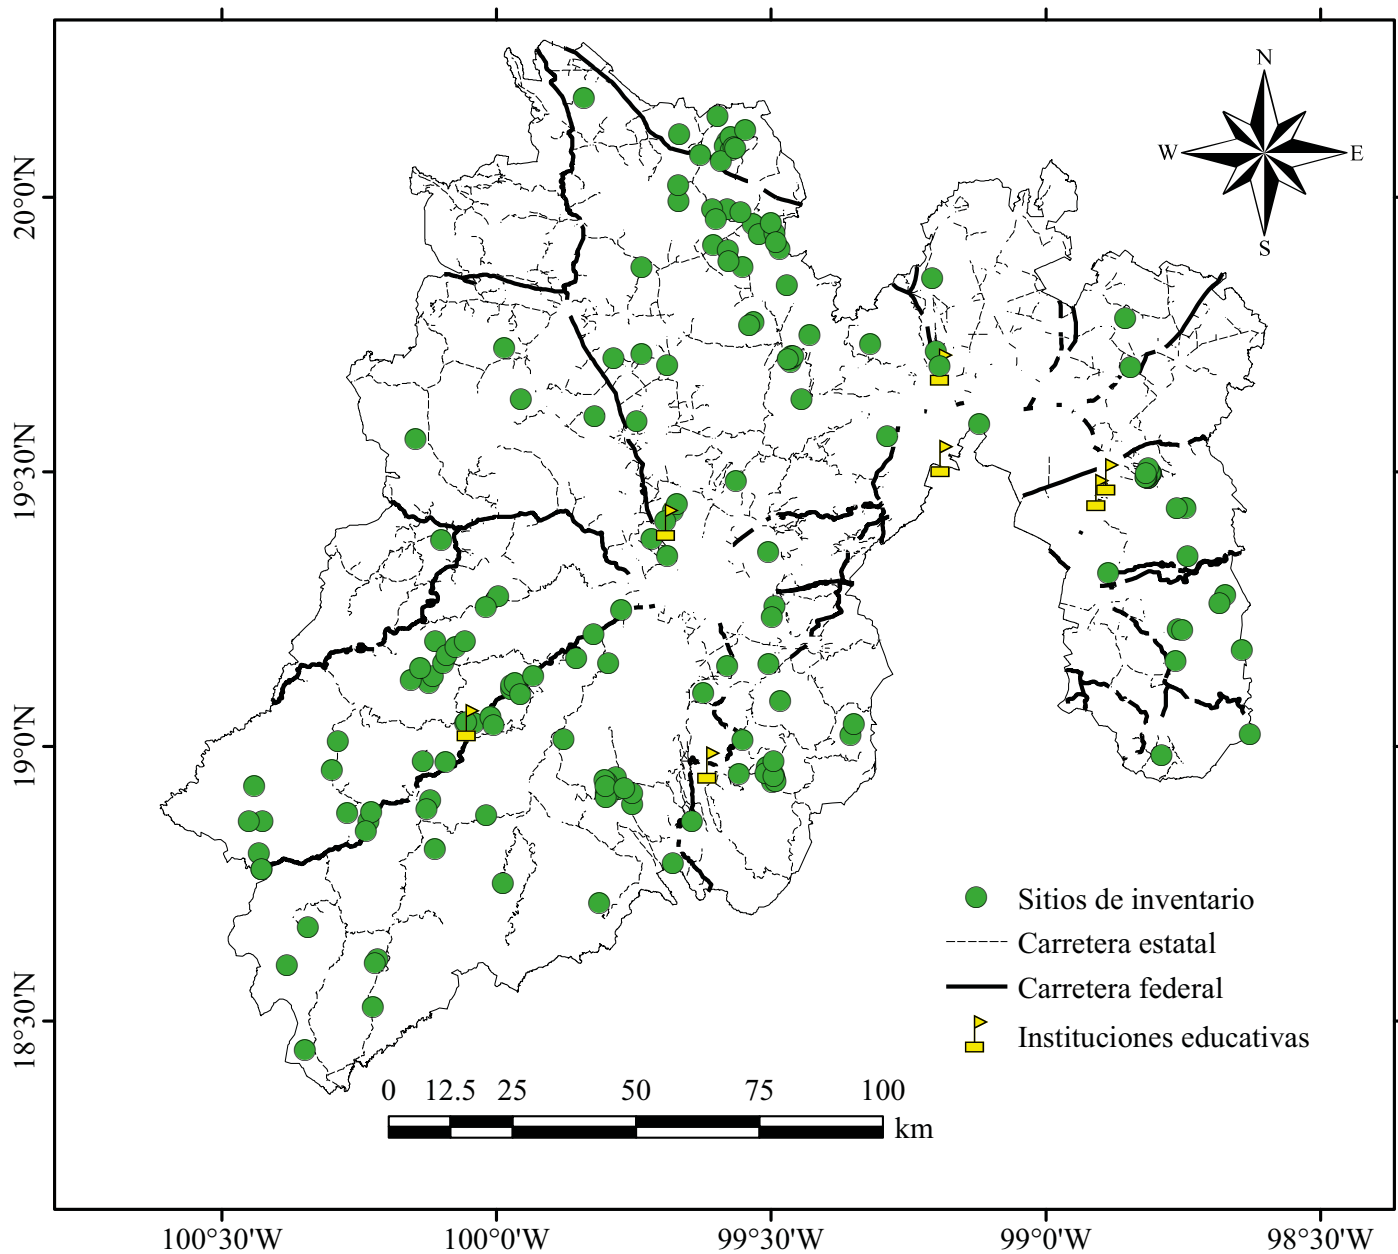 N
W E
S
20°0'N
19°30'N
19°0'N
18°30'N
Sitios de inventario
Carretera estatal
Carretera federal
Instituciones educativas
0 12.5 25 50 75 100
km
100°30'W 100°0'W 99°30'W 99°0'W 98°30'W